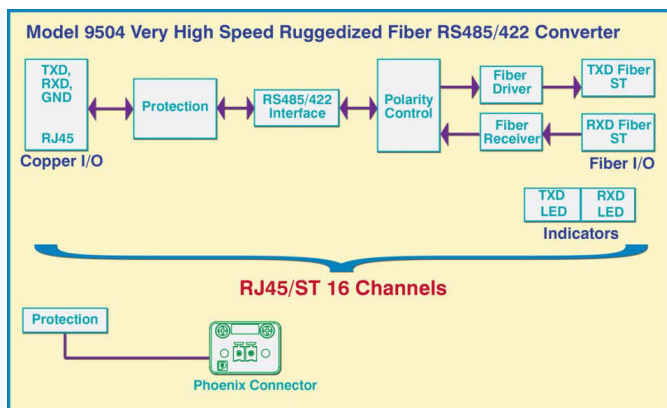 Model 9504 Very High Speed Ruggedized Fiber RS485/422 Converter
TXD,
RXD,
GND
RJ45
Copper I/O
Protection
RS485/422
Interface
Polarity
Control
Fiber
Driver
TXD Fiber
ST
Fiber
Receiver
RXD Fiber
ST
Fiber I/O
TXD
LED
RXD
LED
Indicators
RJ45/ST 16 Channels
Protection
Phoenix Connector